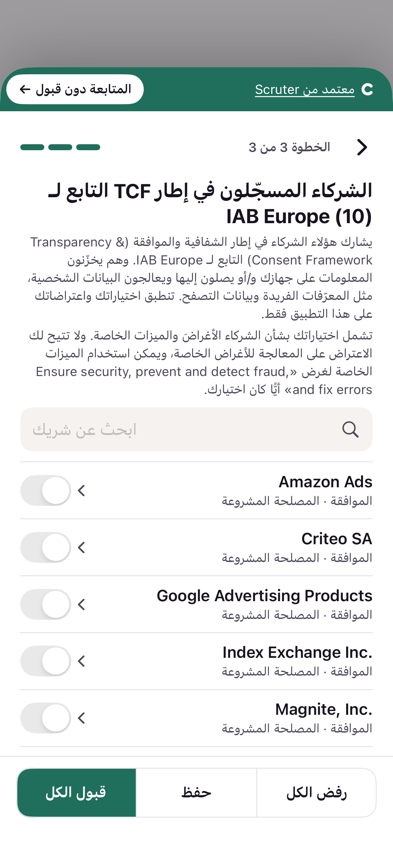 معتمد من Scruter
المتابعة دون قبول ←
الخطوة 3 من 3
الشركاء المسجّلون في إطار TCF التابع لـ
IAB Europe (10)
يشارك هؤلاء الشركاء في إطار الشفافية والموافقة (Transparency &
Consent Framework) التابع لـ IAB Europe. وهم يخزّنون
المعلومات على جهازك و/أو يصلون إليها ويعالجون البيانات الشخصية،
مثل المعرّفات الفريدة وبيانات التصفح. تنطبق اختياراتك واعتراضاتك
على هذا التطبيق فقط.
تشمل اختياراتك بشأن الشركاء الأغراضَ والميزات الخاصة. ولا تتيح لك
الاعتراض على المعالجة للأغراض الخاصة، ويمكن استخدام الميزات
الخاصة لغرض «Ensure security, prevent and detect fraud,
and fix errors» أيًّا كان اختيارك.
ابحث عن شريك
Amazon Ads
الموافقة · المصلحة المشروعة
Criteo SA
الموافقة · المصلحة المشروعة
Google Advertising Products
الموافقة · المصلحة المشروعة
Index Exchange Inc.
الموافقة · المصلحة المشروعة
Magnite, Inc.
الموافقة · المصلحة المشروعة
رفض الكل
حفظ
قبول الكل